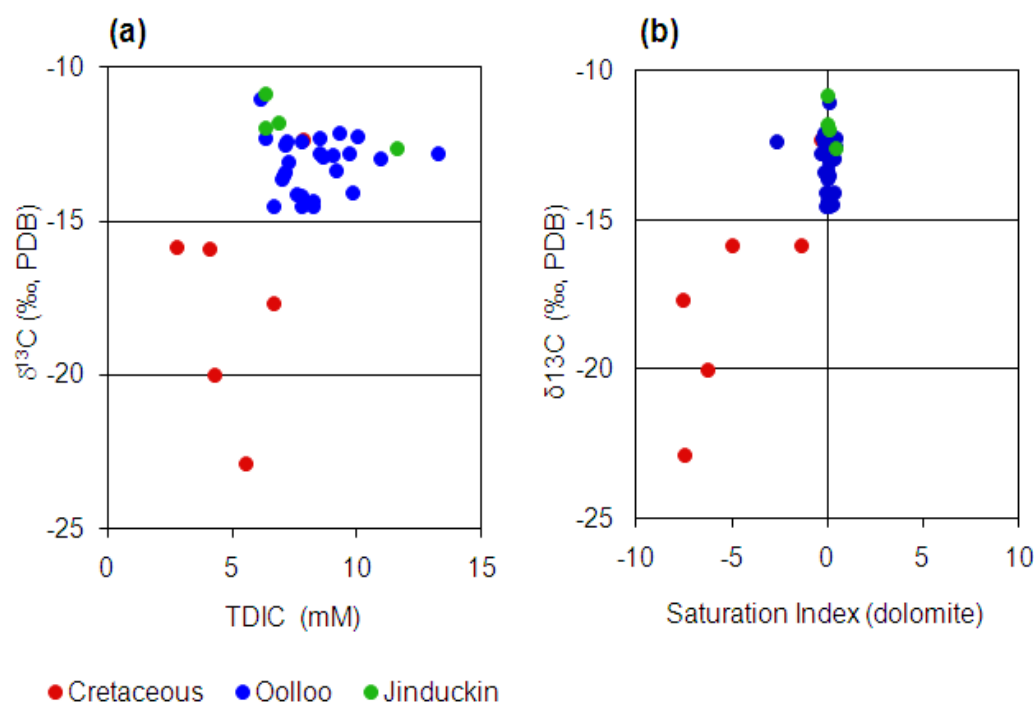 (a)
-10
-15
-20
-25
0 5 10 15
δ¹³C (‰, PDB)
TDIC (mM)
(b)
-10
-15
-20
-25
-10 -5 0 5 10
δ13C (‰, PDB)
Saturation Index (dolomite)
Cretaceous Oolloo Jinduckin